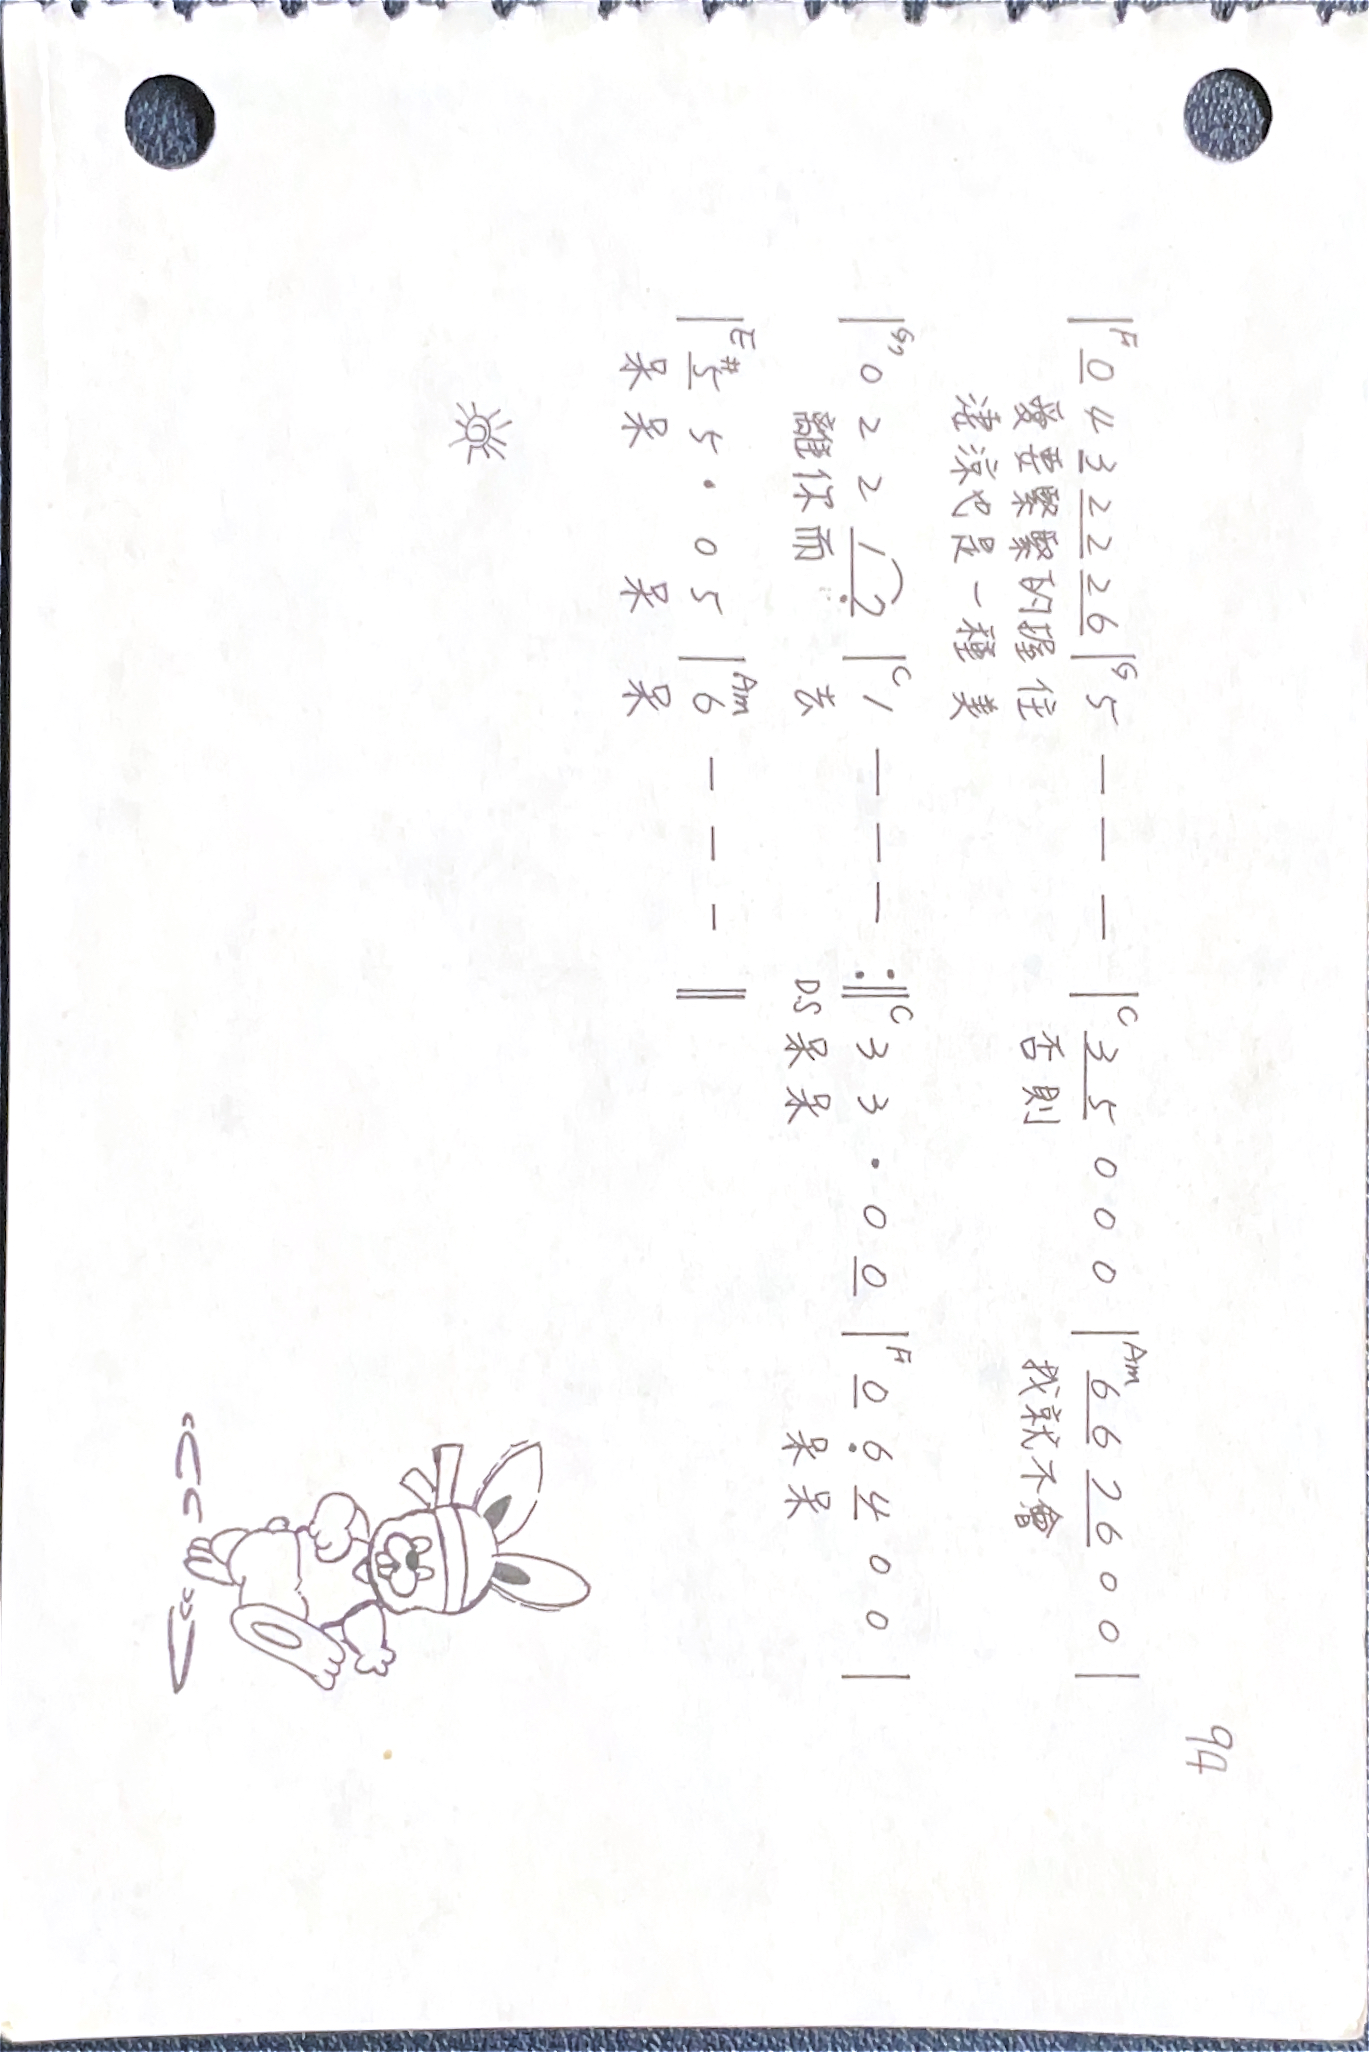 94
|F 0 4 3 2 2 2 6 |G 5 — — — |C 3 5 0 0 0 |Am 6 6 7 6 0 0 |
愛要緊緊的握住 否則 我就不會
淒涼也是一種美
|G7 0 2 2 1 7 |C 1 — — — :||C 3 3 · 0 0 |F 0 6 4 0 0 |
離你而 去 D.S 呆呆 呆呆
|E #5 5 · 0 5 |Am 6 — — — ||
呆呆 呆 呆